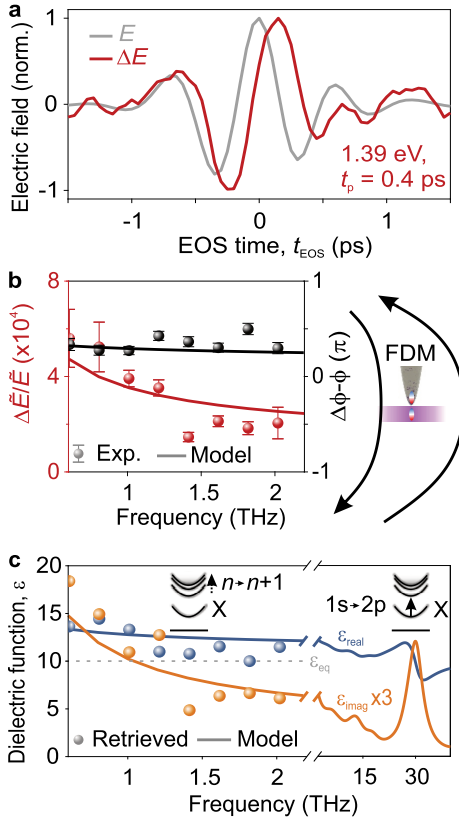 a
Electric field (norm.)
1
0
-1
E
ΔE
1.39 eV,
tₚ = 0.4 ps
-1 0 1
EOS time, t_EOS (ps)
b
ΔẼ/Ẽ (x10⁴)
8
4
0
1
0
-1
Δϕ-ϕ (π)
Exp. Model
1 1.5 2
Frequency (THz)
FDM
c
Dielectric function, ε
20
15
10
5
0
n→n+1
X
1s→2p
X
ε_real
ε_eq
ε_imag x3
Retrieved Model
1 1.5 2 15 30
Frequency (THz)